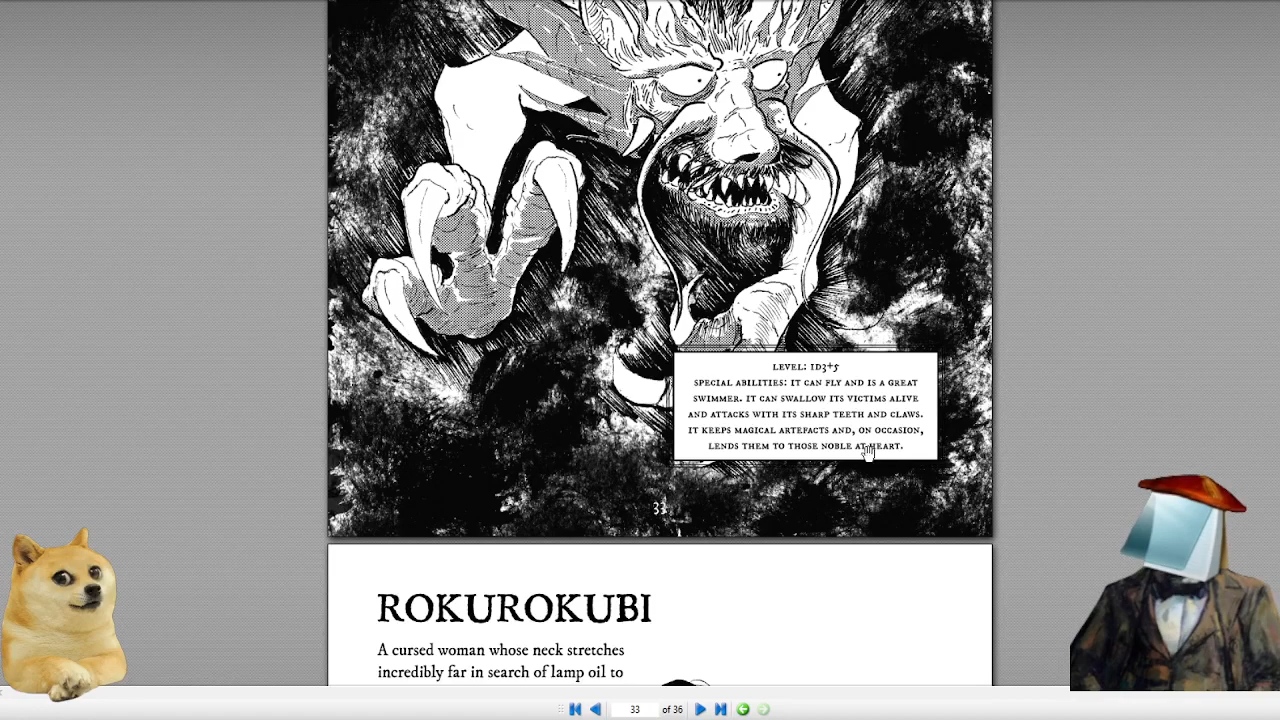 LEVEL: 1D3+5
SPECIAL ABILITIES: IT CAN FLY AND IS A GREAT
SWIMMER. IT CAN SWALLOW ITS VICTIMS ALIVE
AND ATTACKS WITH ITS SHARP TEETH AND CLAWS.
IT KEEPS MAGICAL ARTEFACTS AND, ON OCCASION,
LENDS THEM TO THOSE NOBLE AT HEART.
33
ROKUROKUBI
A cursed woman whose neck stretches
incredibly far in search of lamp oil to
33 of 36